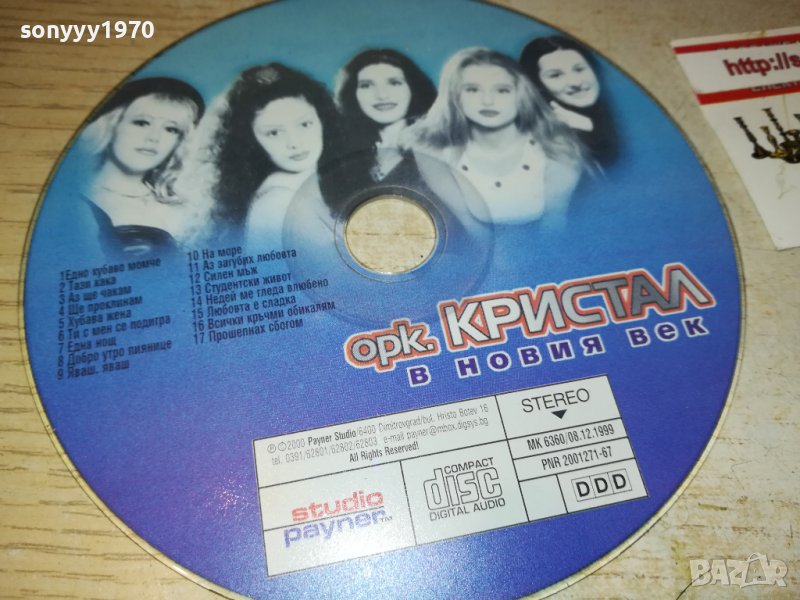 sonyyy1970
http://s
1 Едно хубаво момче
2 Тази кака
3 Аз ще чакам
4 Ще проклинам
5 Хубава жена
6 Ти с мен се подигра
7 Една нощ
8 Добро утро пиянице
9 Яваш, яваш
10 На море
11 Аз загубих любовта
12 Силен мъж
13 Студентски живот
14 Недей ме гледа влюбено
15 Любовта е сладка
16 Всички кръчми обикалям
17 Прошепнах сбогом
орк. КРИСТАЛ
в новия век
℗©2000 Payner Studio/6400 Dimitrovgrad/bul. Hristo Botev 16
tel. 0391/62801/62802/62803 e-mail payner@mbox.digsys.bg
All Rights Reserved!
STEREO
MK 6360/08.12.1999
PNR 2001271-67
DDD
studio
payner™
COMPACT
disc
DIGITAL AUDIO
BAZAR